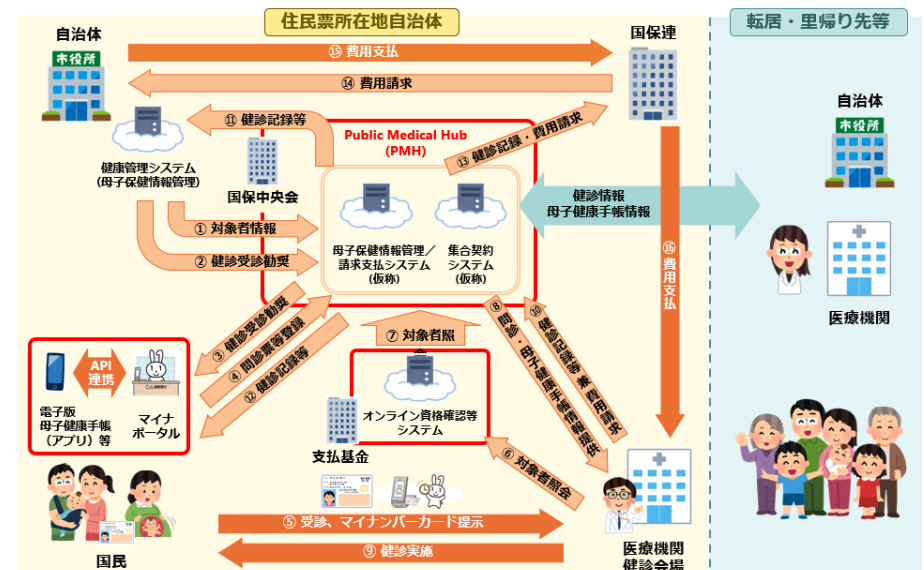 住民票所在地自治体
転居・里帰り先等
自治体
市役所
⑮ 費用支払
国保連
⑭ 費用請求
自治体
市役所
⑪ 健診記録等
Public Medical Hub
(PMH)
⑬ 健診記録・費用請求
健康管理システム
(母子保健情報管理)
国保中央会
健診情報
母子健康手帳情報
① 対象者情報
② 健診受診勧奨
母子保健情報管理／
請求支払システム
(仮称)
集合契約
システム
(仮称)
⑯ 費用支払
医療機関
③ 健診受診勧奨
④ 問診票等登録
⑫ 健診記録等
⑦ 対象者照
⑧ 問診・母子健康手帳情報提供
⑩ 健診記録等 兼 費用請求
API
連携
電子版
母子健康手帳
（アプリ）等
マイナ
ポータル
オンライン資格確認等
システム
支払基金
⑥ 対象者照会
⑤ 受診、マイナンバーカード提示
⑨ 健診実施
国民
医療機関
健診会場